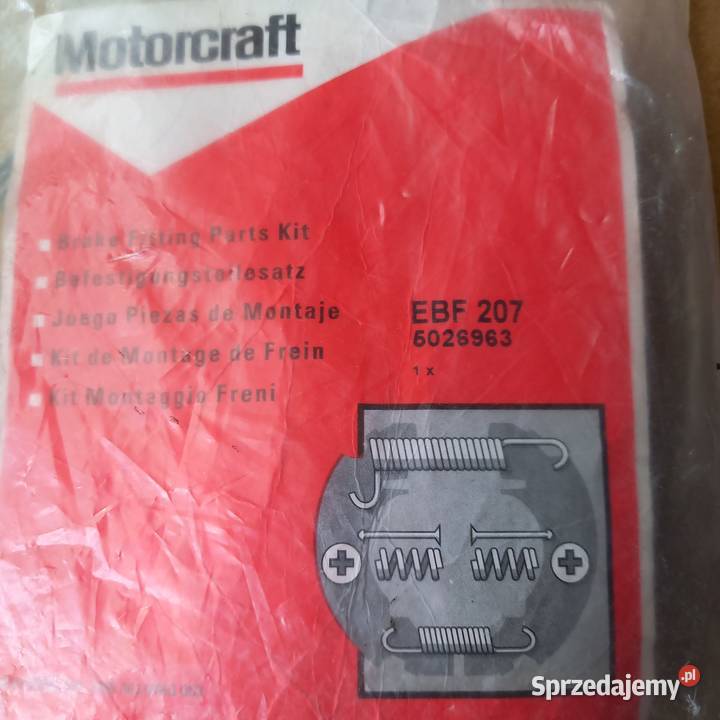 Motorcraft
Brake Fitting Parts Kit
Befestigungsteilesatz
Juego Piezas de Montaje
Kit de Montage de Frein
Kit Montaggio Freni
EBF 207
5026963
1 x
Sprzedajemy.pl